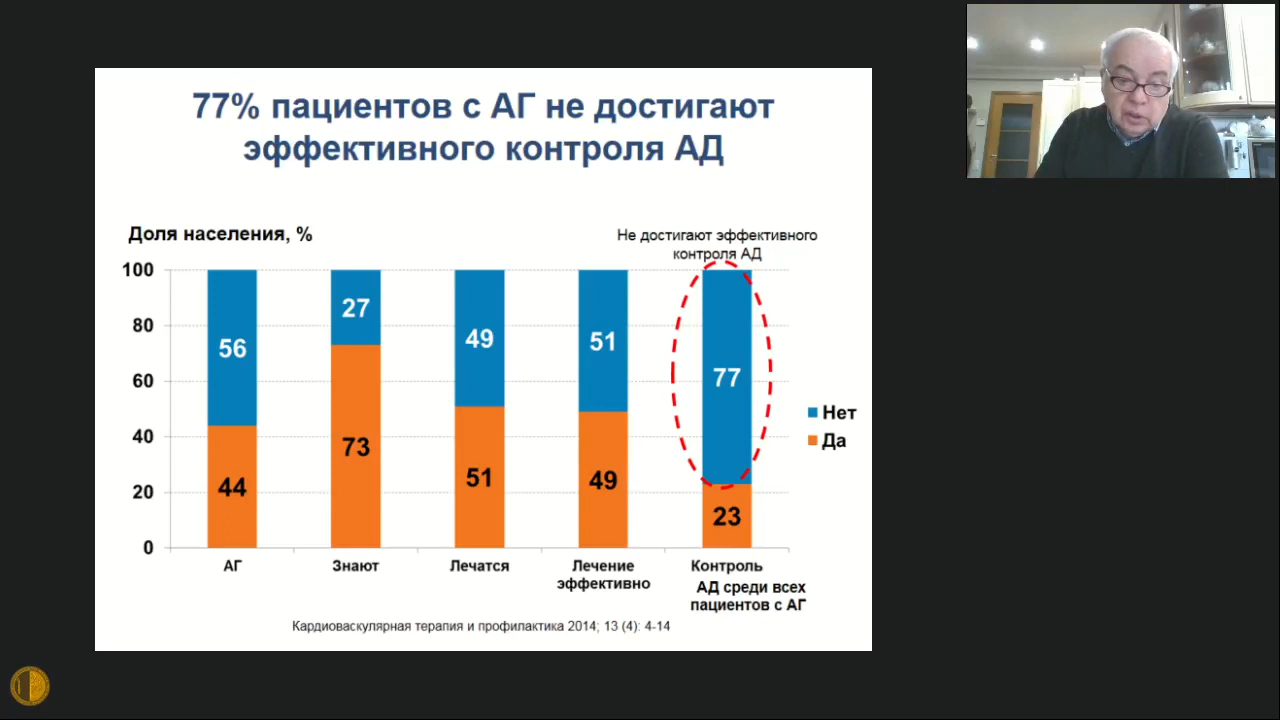 77% пациентов с АГ не достигают
эффективного контроля АД
Доля населения, %
Не достигают эффективного
контроля АД
100
80
60
40
20
0
56
44
27
73
49
51
51
49
77
23
Нет
Да
АГ
Знают
Лечатся
Лечение
эффективно
Контроль
АД среди всех
пациентов с АГ
Кардиоваскулярная терапия и профилактика 2014; 13 (4): 4-14